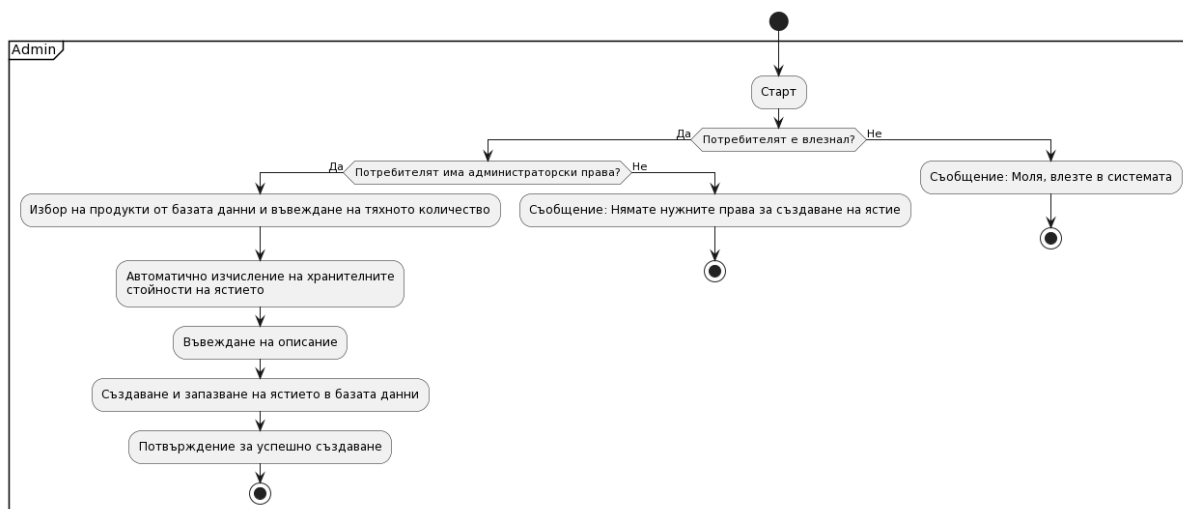 Admin
Старт
Да
Потребителят е влезнал?
Не
Да
Потребителят има администраторски права?
Не
Съобщение: Моля, влезте в системата
Избор на продукти от базата данни и въвеждане на тяхното количество
Съобщение: Нямате нужните права за създаване на ястие
Автоматично изчисление на хранителните
стойности на ястието
Въвеждане на описание
Създаване и запазване на ястието в базата данни
Потвърждение за успешно създаване